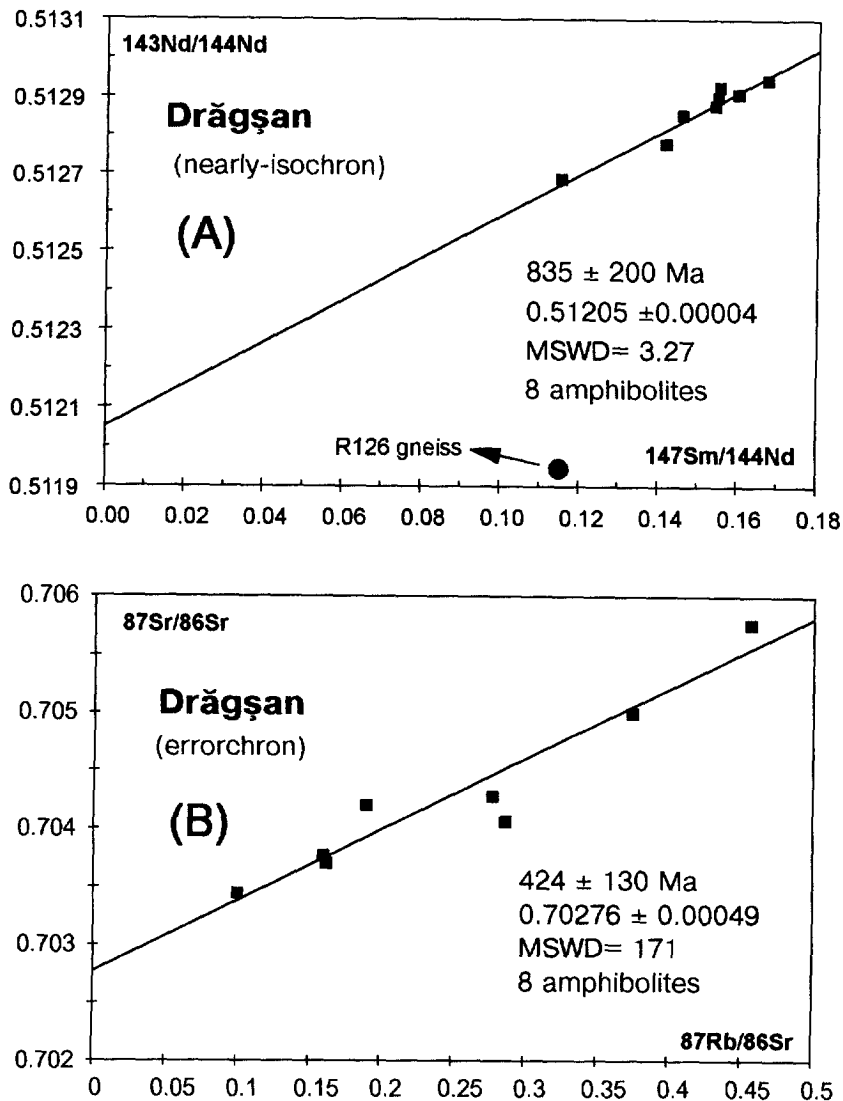 0.5131
143Nd/144Nd
0.5129
Drăgşan
0.5127
(nearly-isochron)
(A)
0.5125
835 ± 200 Ma
0.5123
0.51205 ±0.00004
MSWD= 3.27
0.5121
8 amphibolites
R126 gneiss
147Sm/144Nd
0.5119
0.00 0.02 0.04 0.06 0.08 0.10 0.12 0.14 0.16 0.18
0.706
87Sr/86Sr
Drăgşan
0.705
(errorchron)
(B)
0.704
424 ± 130 Ma
0.70276 ± 0.00049
0.703
MSWD= 171
8 amphibolites
87Rb/86Sr
0.702
0 0.05 0.1 0.15 0.2 0.25 0.3 0.35 0.4 0.45 0.5